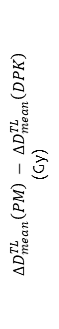 ΔD^{TL}_{mean}(PM) − ΔD^{TL}_{mean}(DPK)
(Gy)